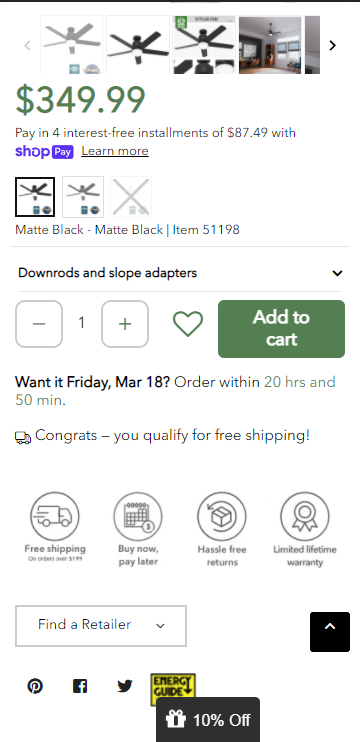 STYLUS FAN
$349.99
Pay in 4 interest-free installments of $87.49 with
shop Pay Learn more
Matte Black - Matte Black | Item 51198
Downrods and slope adapters
1
Add to
cart
Want it Friday, Mar 18? Order within 20 hrs and
50 min.
Congrats – you qualify for free shipping!
Free shipping
On orders over $199
Buy now,
pay later
Hassle free
returns
Limited lifetime
warranty
Find a Retailer
ENERGY
GUIDE
10% Off